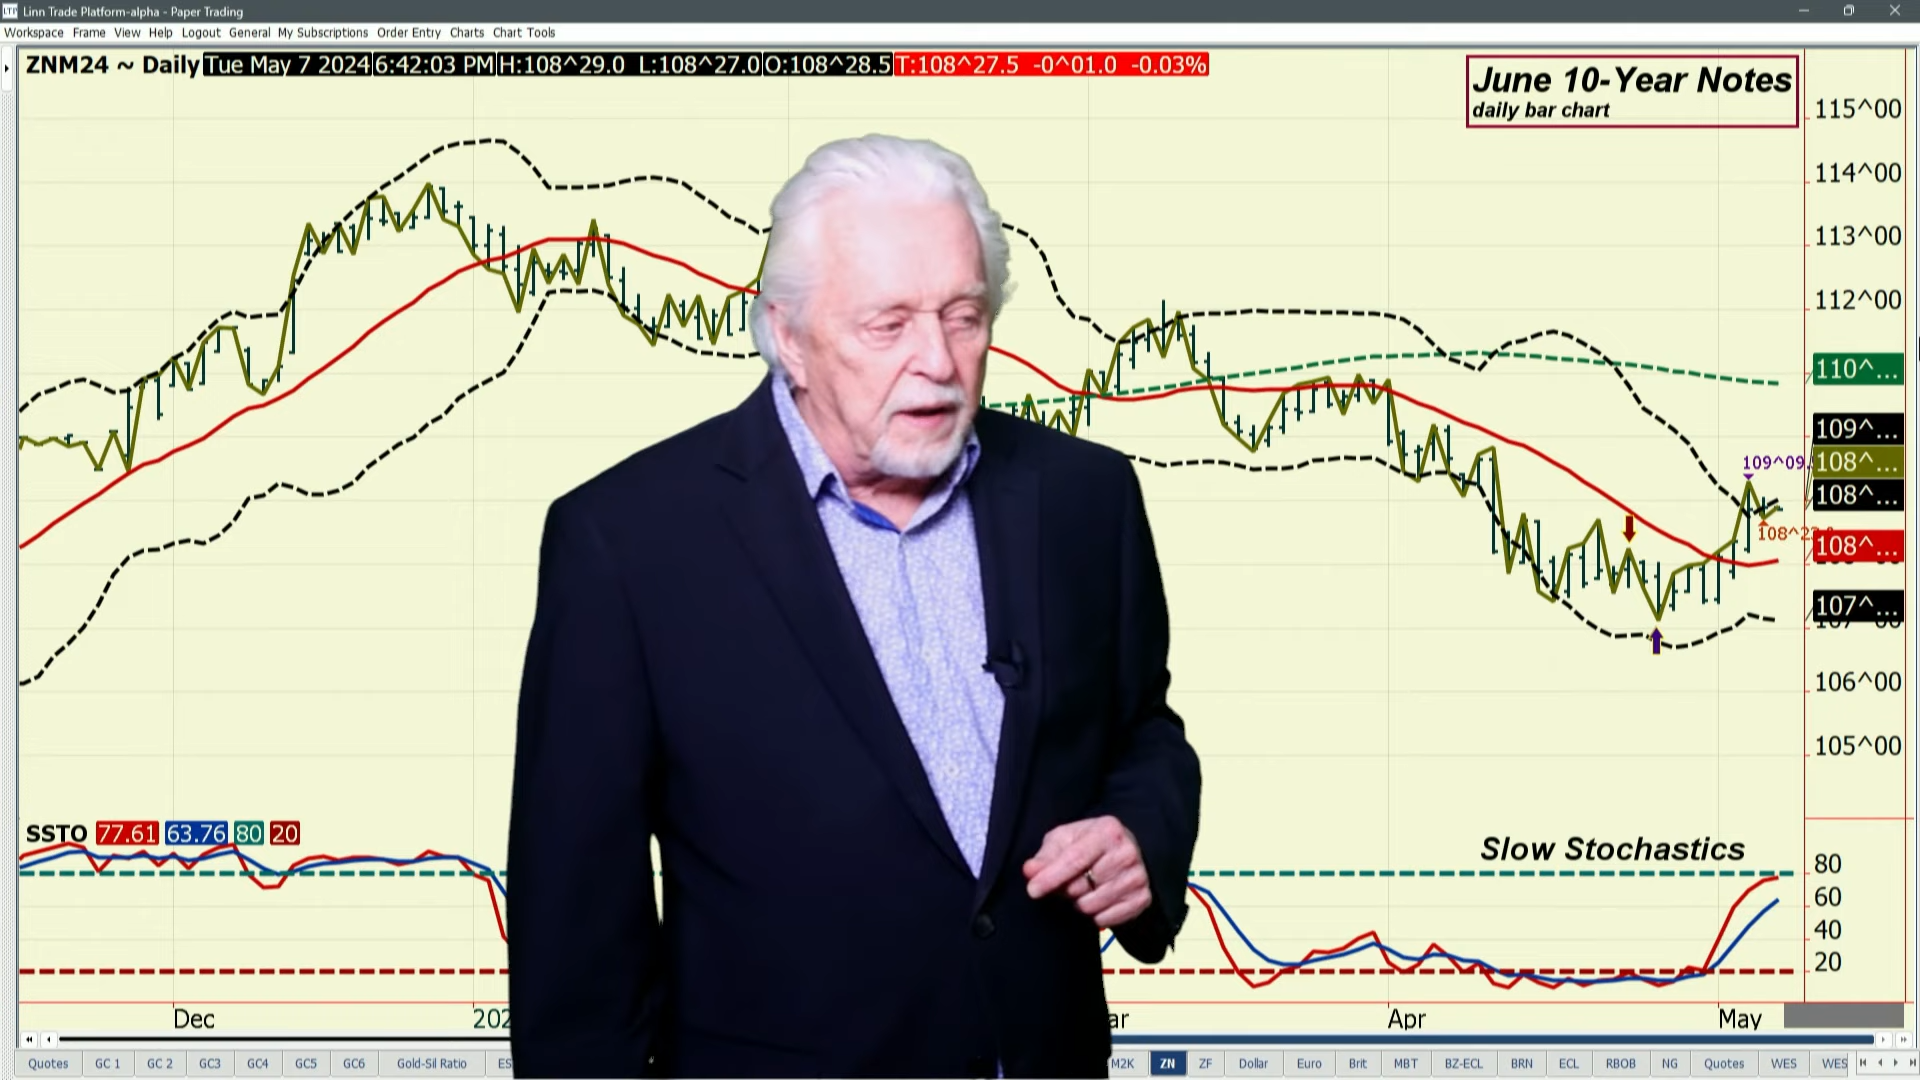 Linn Trade Platform-alpha - Paper Trading
Workspace Frame View Help Logout General My Subscriptions Order Entry Charts Chart Tools
ZNM24 ~ Daily Tue May 7 2024 6:42:03 PM H:108^29.0 L:108^27.0 O:108^28.5 T:108^27.5 -0^01.0 -0.03%
June 10-Year Notes
daily bar chart
115^00
114^00
113^00
112^00
110^...
109^...
109^09
108^...
108^...
108^...
107^...
106^00
105^00
SSTO 77.61 63.76 80 20
Slow Stochastics
80
60
40
20
Dec 202 ar Apr May
Quotes GC 1 GC 2 GC3 GC4 GC5 GC6 Gold-Sil Ratio ES M2K ZN ZF Dollar Euro Brit MBT BZ-ECL BRN ECL RBOB NG Quotes WES WES